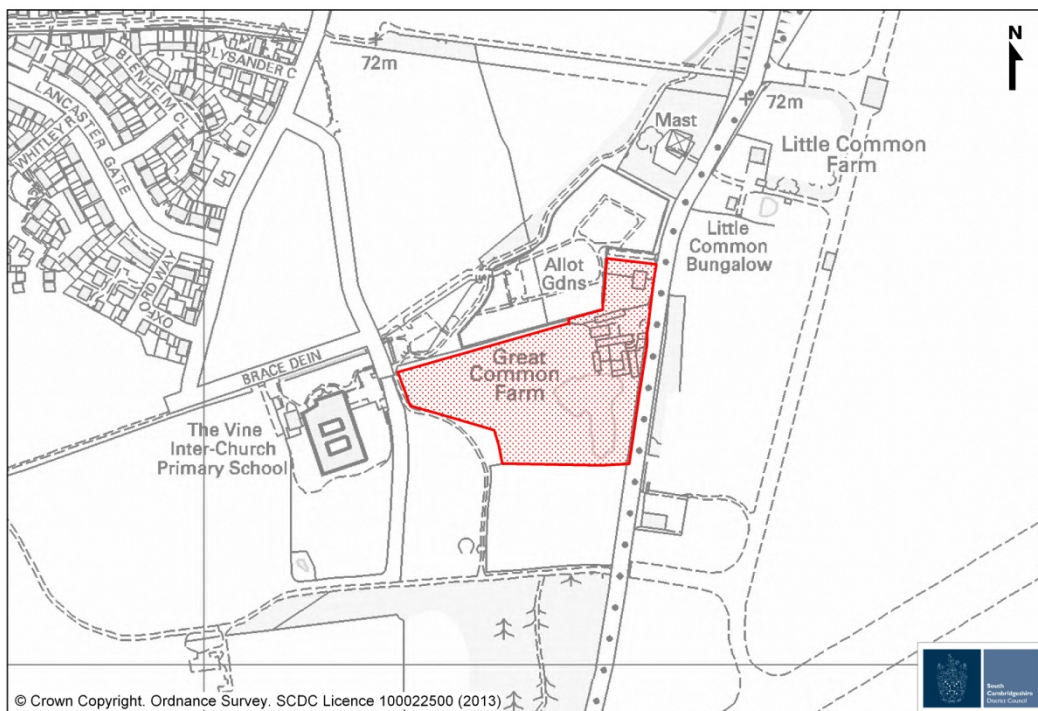 LYSANDER C
BLENHEIM CL
LANCASTER GATE
WHITLEY R
OXFORD WAY
72m
N
72m
Mast
Little Common
Farm
Little
Common
Bungalow
Allot
Gdns
BRACE DEIN
Great
Common
Farm
The Vine
Inter-Church
Primary School
© Crown Copyright. Ordnance Survey. SCDC Licence 100022500 (2013)
South
Cambridgeshire
District Council